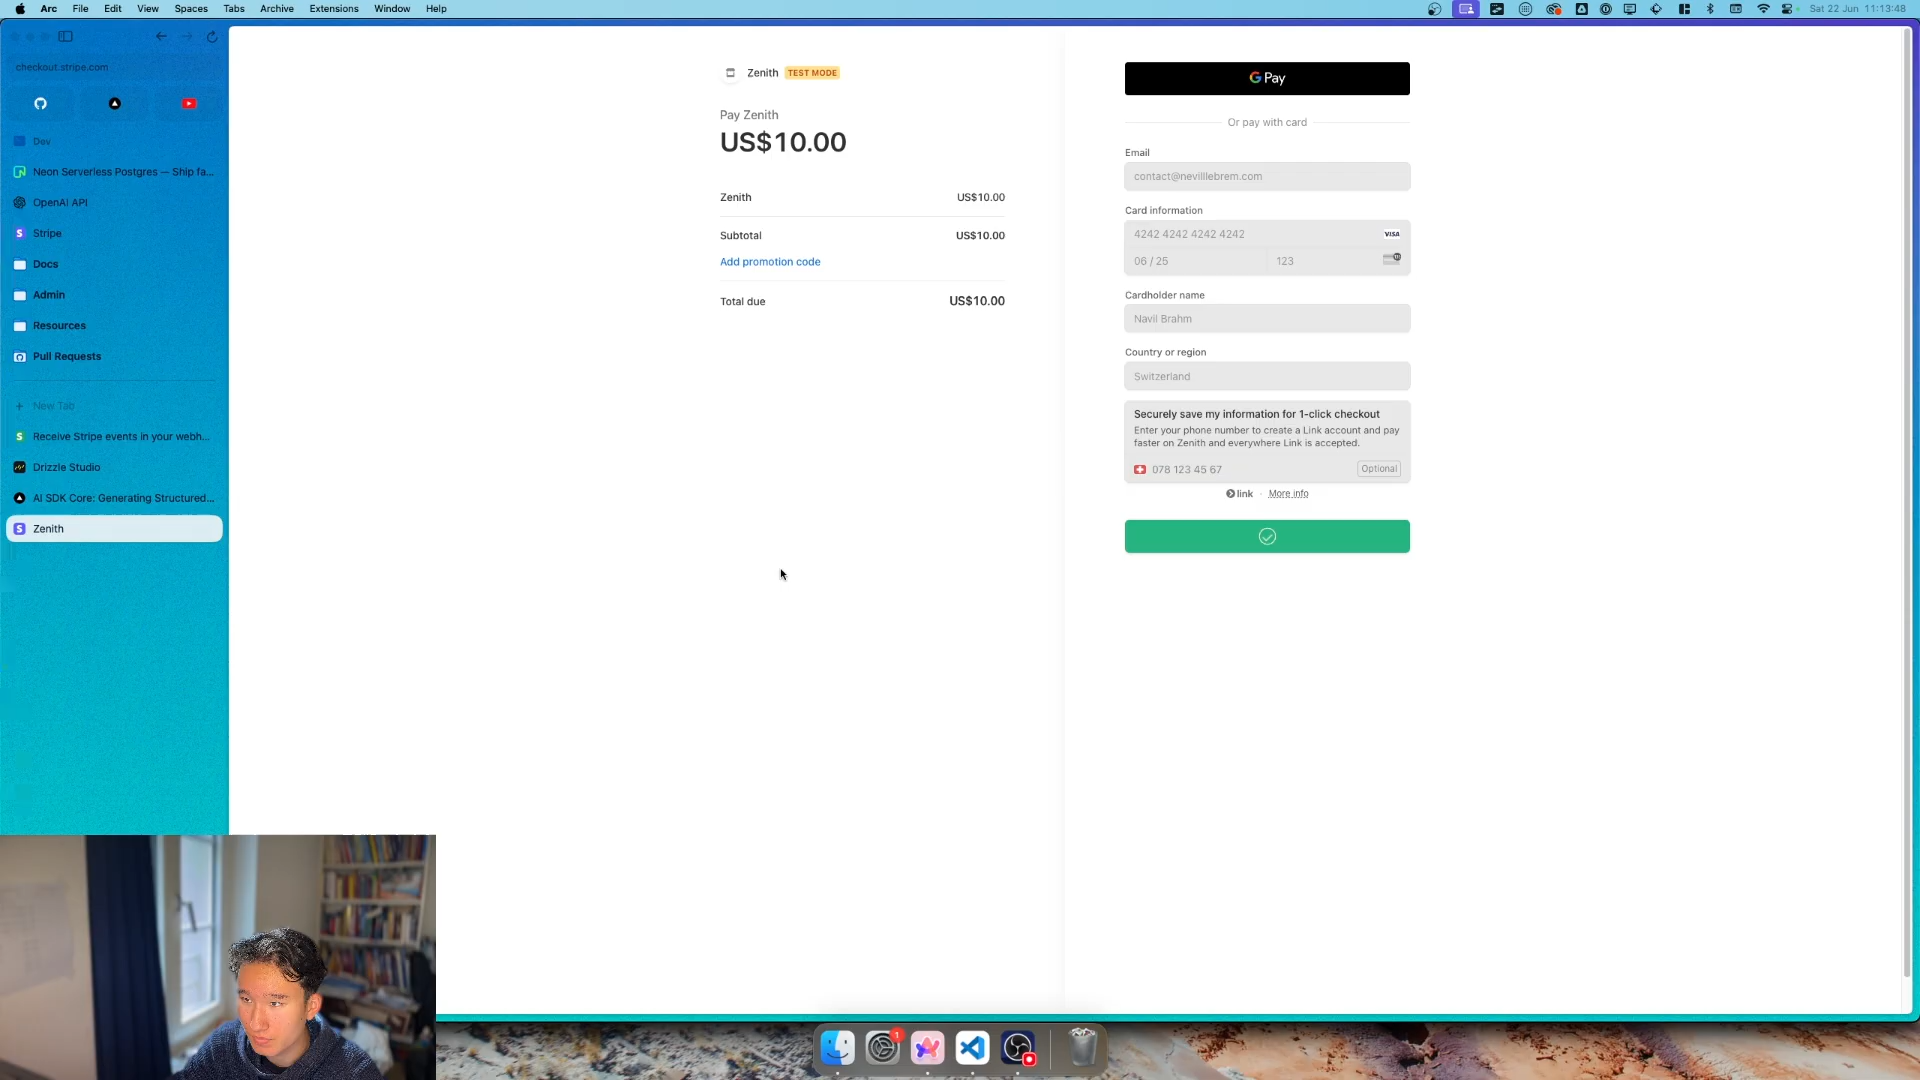 Arc File Edit View Spaces Tabs Archive Extensions Window Help
Sat 22 Jun 11:13:48
checkout.stripe.com
Dev
Neon Serverless Postgres — Ship fa...
OpenAI API
Stripe
Docs
Admin
Resources
Pull Requests
New Tab
Receive Stripe events in your webh...
Drizzle Studio
AI SDK Core: Generating Structured...
Zenith
Zenith TEST MODE
Pay Zenith
US$10.00
Zenith US$10.00
Subtotal US$10.00
Add promotion code
Total due US$10.00
G Pay
Or pay with card
Email
contact@nevilllebrem.com
Card information
4242 4242 4242 4242 VISA
06 / 25 123
Cardholder name
Navil Brahm
Country or region
Switzerland
Securely save my information for 1-click checkout
Enter your phone number to create a Link account and pay
faster on Zenith and everywhere Link is accepted.
078 123 45 67 Optional
link · More info
1